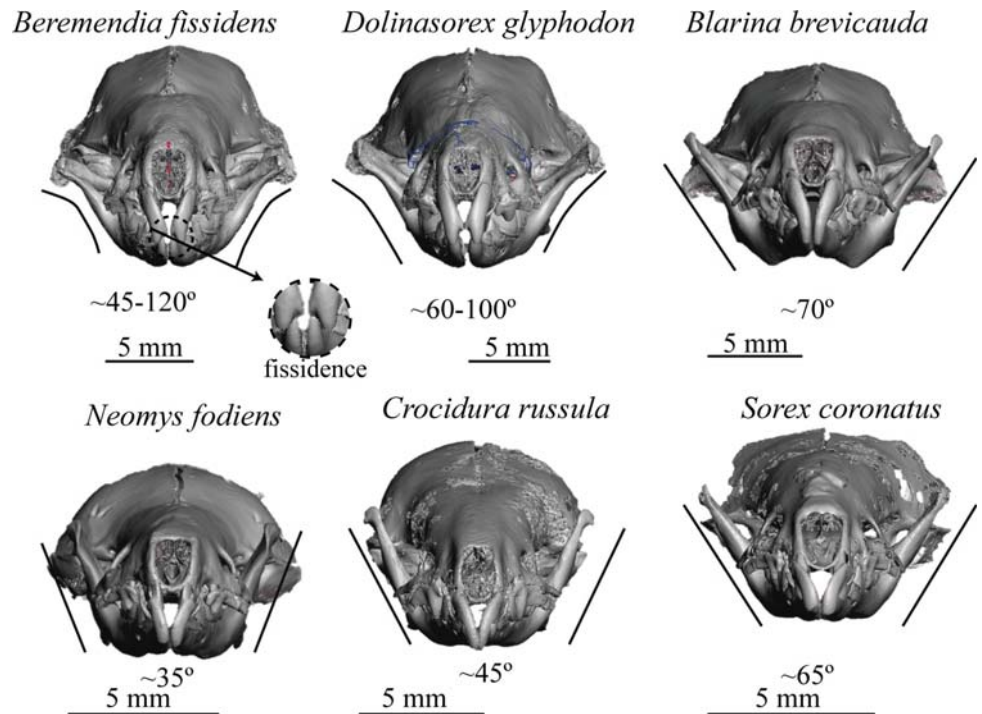 Beremendia fissidens
Dolinasorex glyphodon
Blarina brevicauda
~45-120º
~60-100º
~70º
5 mm
fissidence
5 mm
5 mm
Neomys fodiens
Crocidura russula
Sorex coronatus
~35º
~45º
~65º
5 mm
5 mm
5 mm